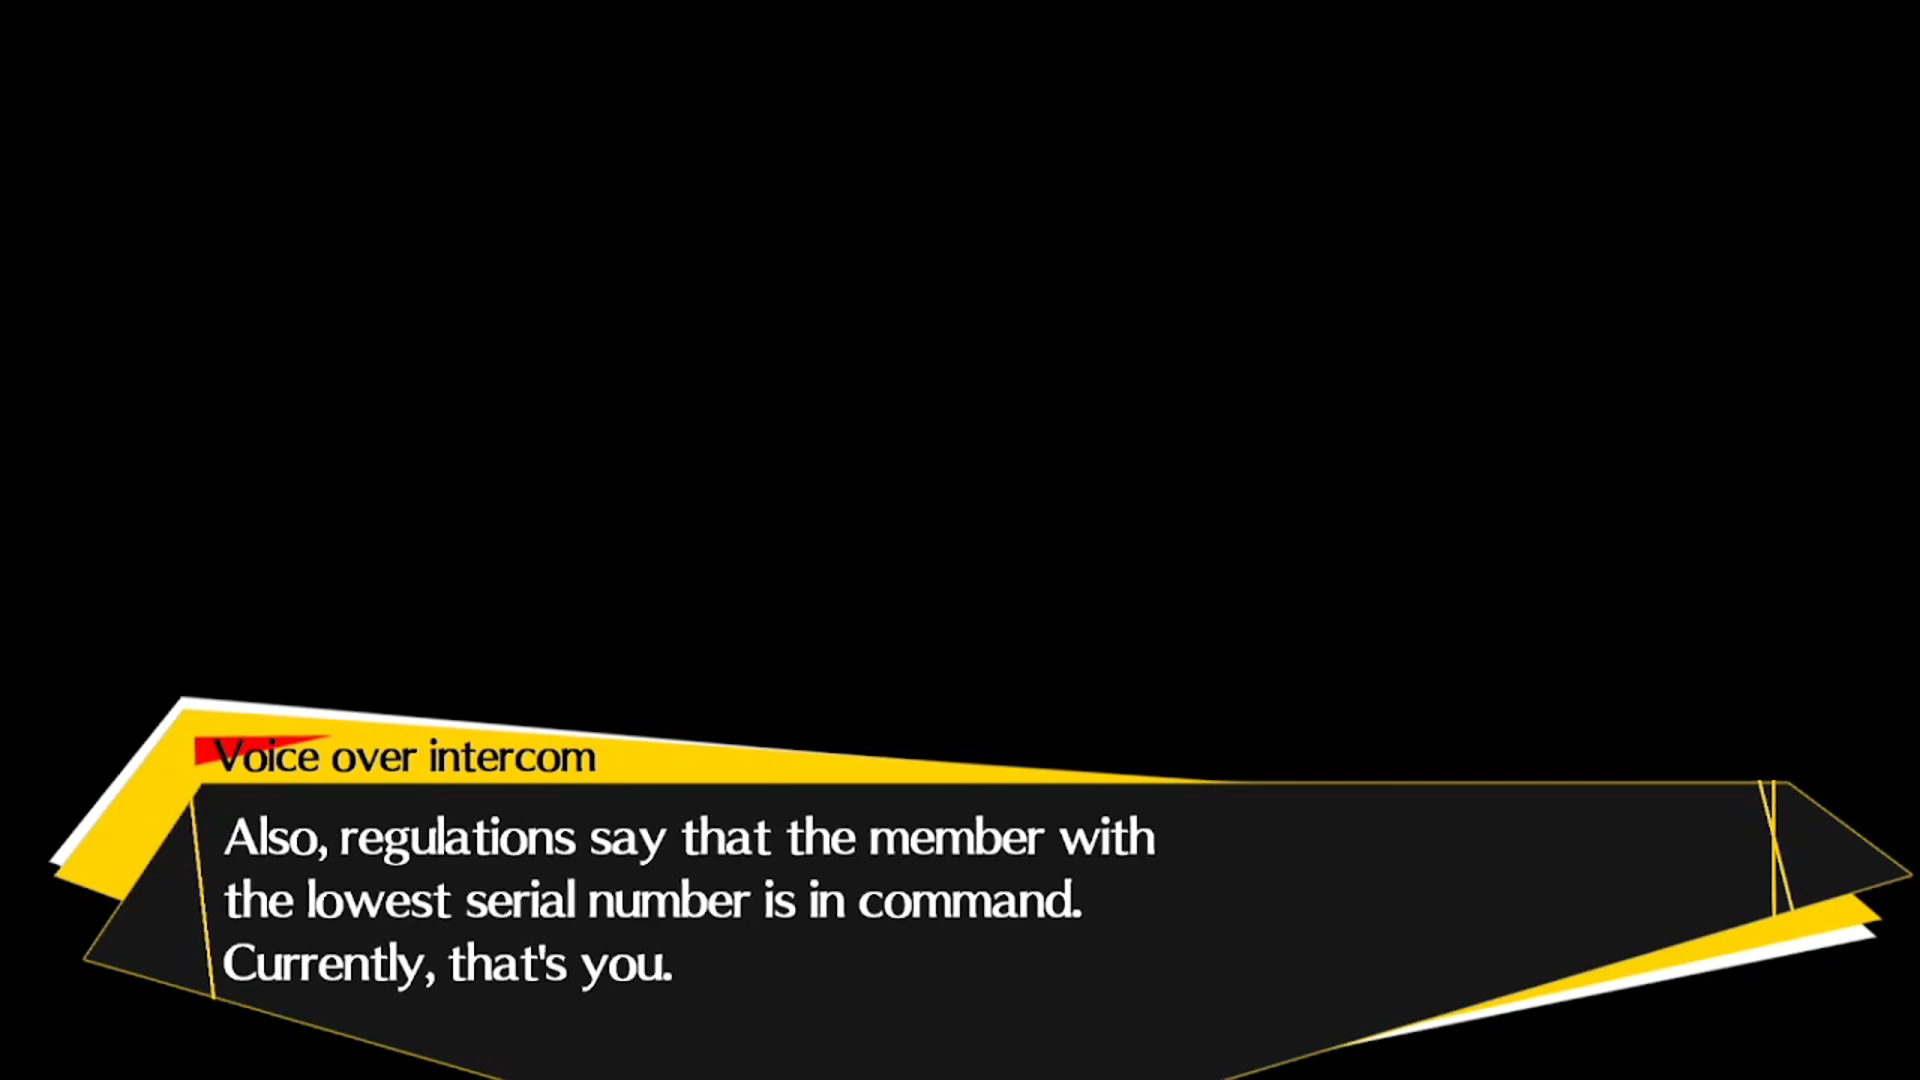 Voice over intercom
Also, regulations say that the member with
the lowest serial number is in command.
Currently, that's you.